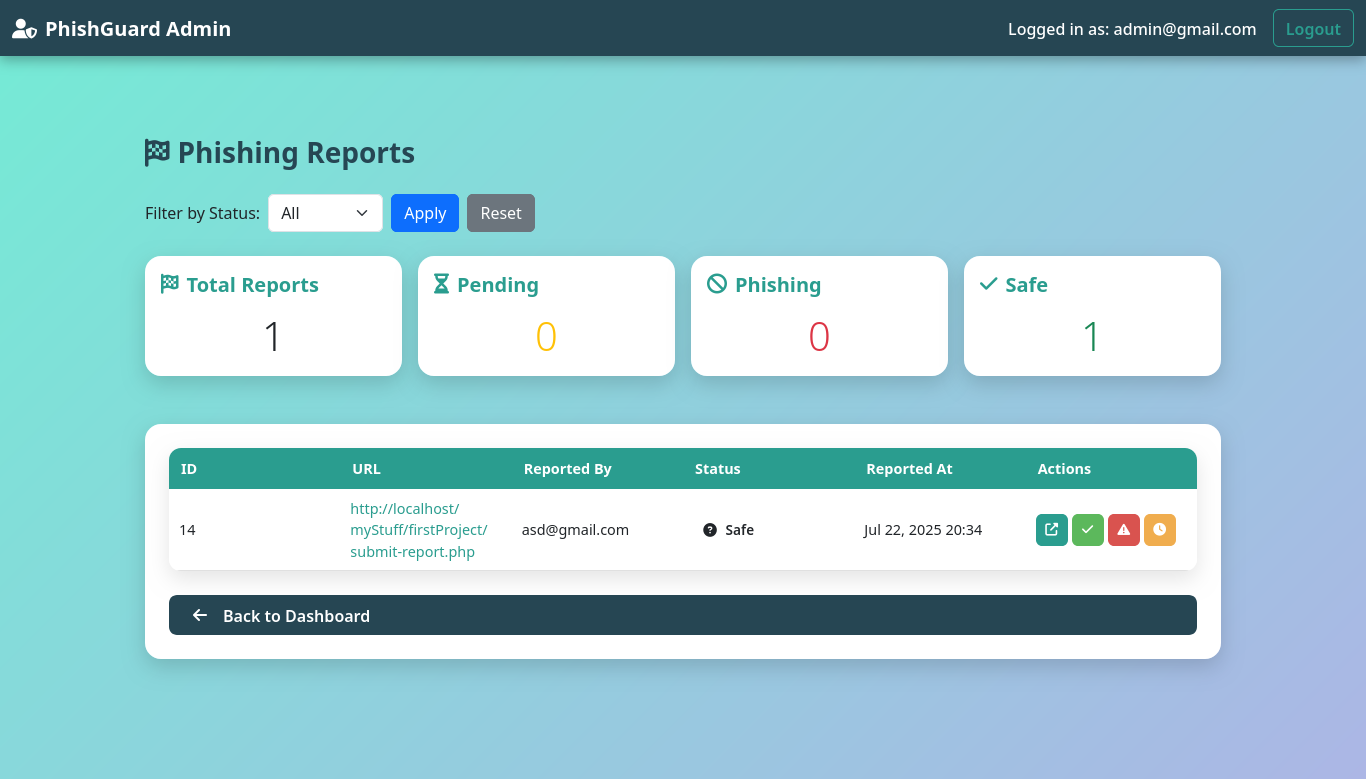 PhishGuard Admin
Logged in as: admin@gmail.com
Logout
Phishing Reports
Filter by Status:
All
Apply
Reset
Total Reports
1
Pending
0
Phishing
0
Safe
1
ID
URL
Reported By
Status
Reported At
Actions
14
http://localhost/
myStuff/firstProject/
submit-report.php
asd@gmail.com
Safe
Jul 22, 2025 20:34
Back to Dashboard